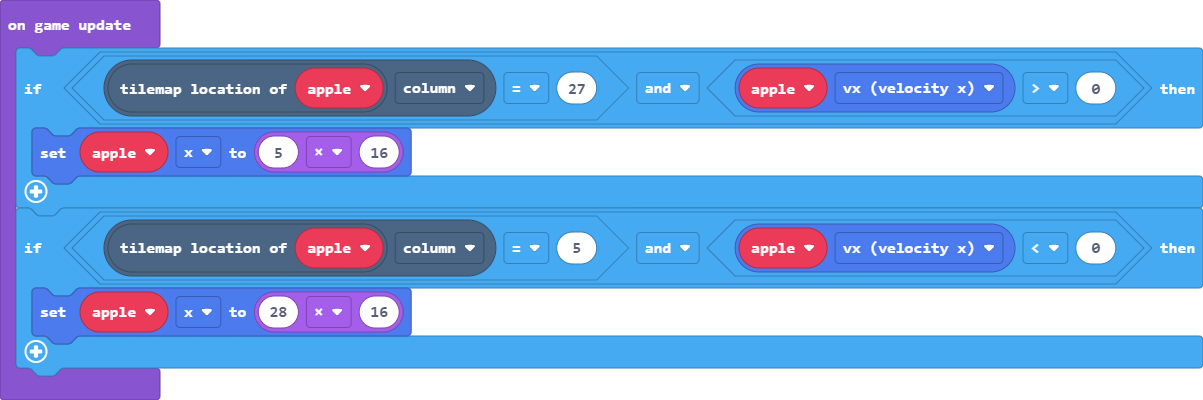 on game update
if tilemap location of apple column = 27 and apple vx (velocity x) > 0 then
set apple x to 5 × 16
if tilemap location of apple column = 5 and apple vx (velocity x) < 0 then
set apple x to 28 × 16